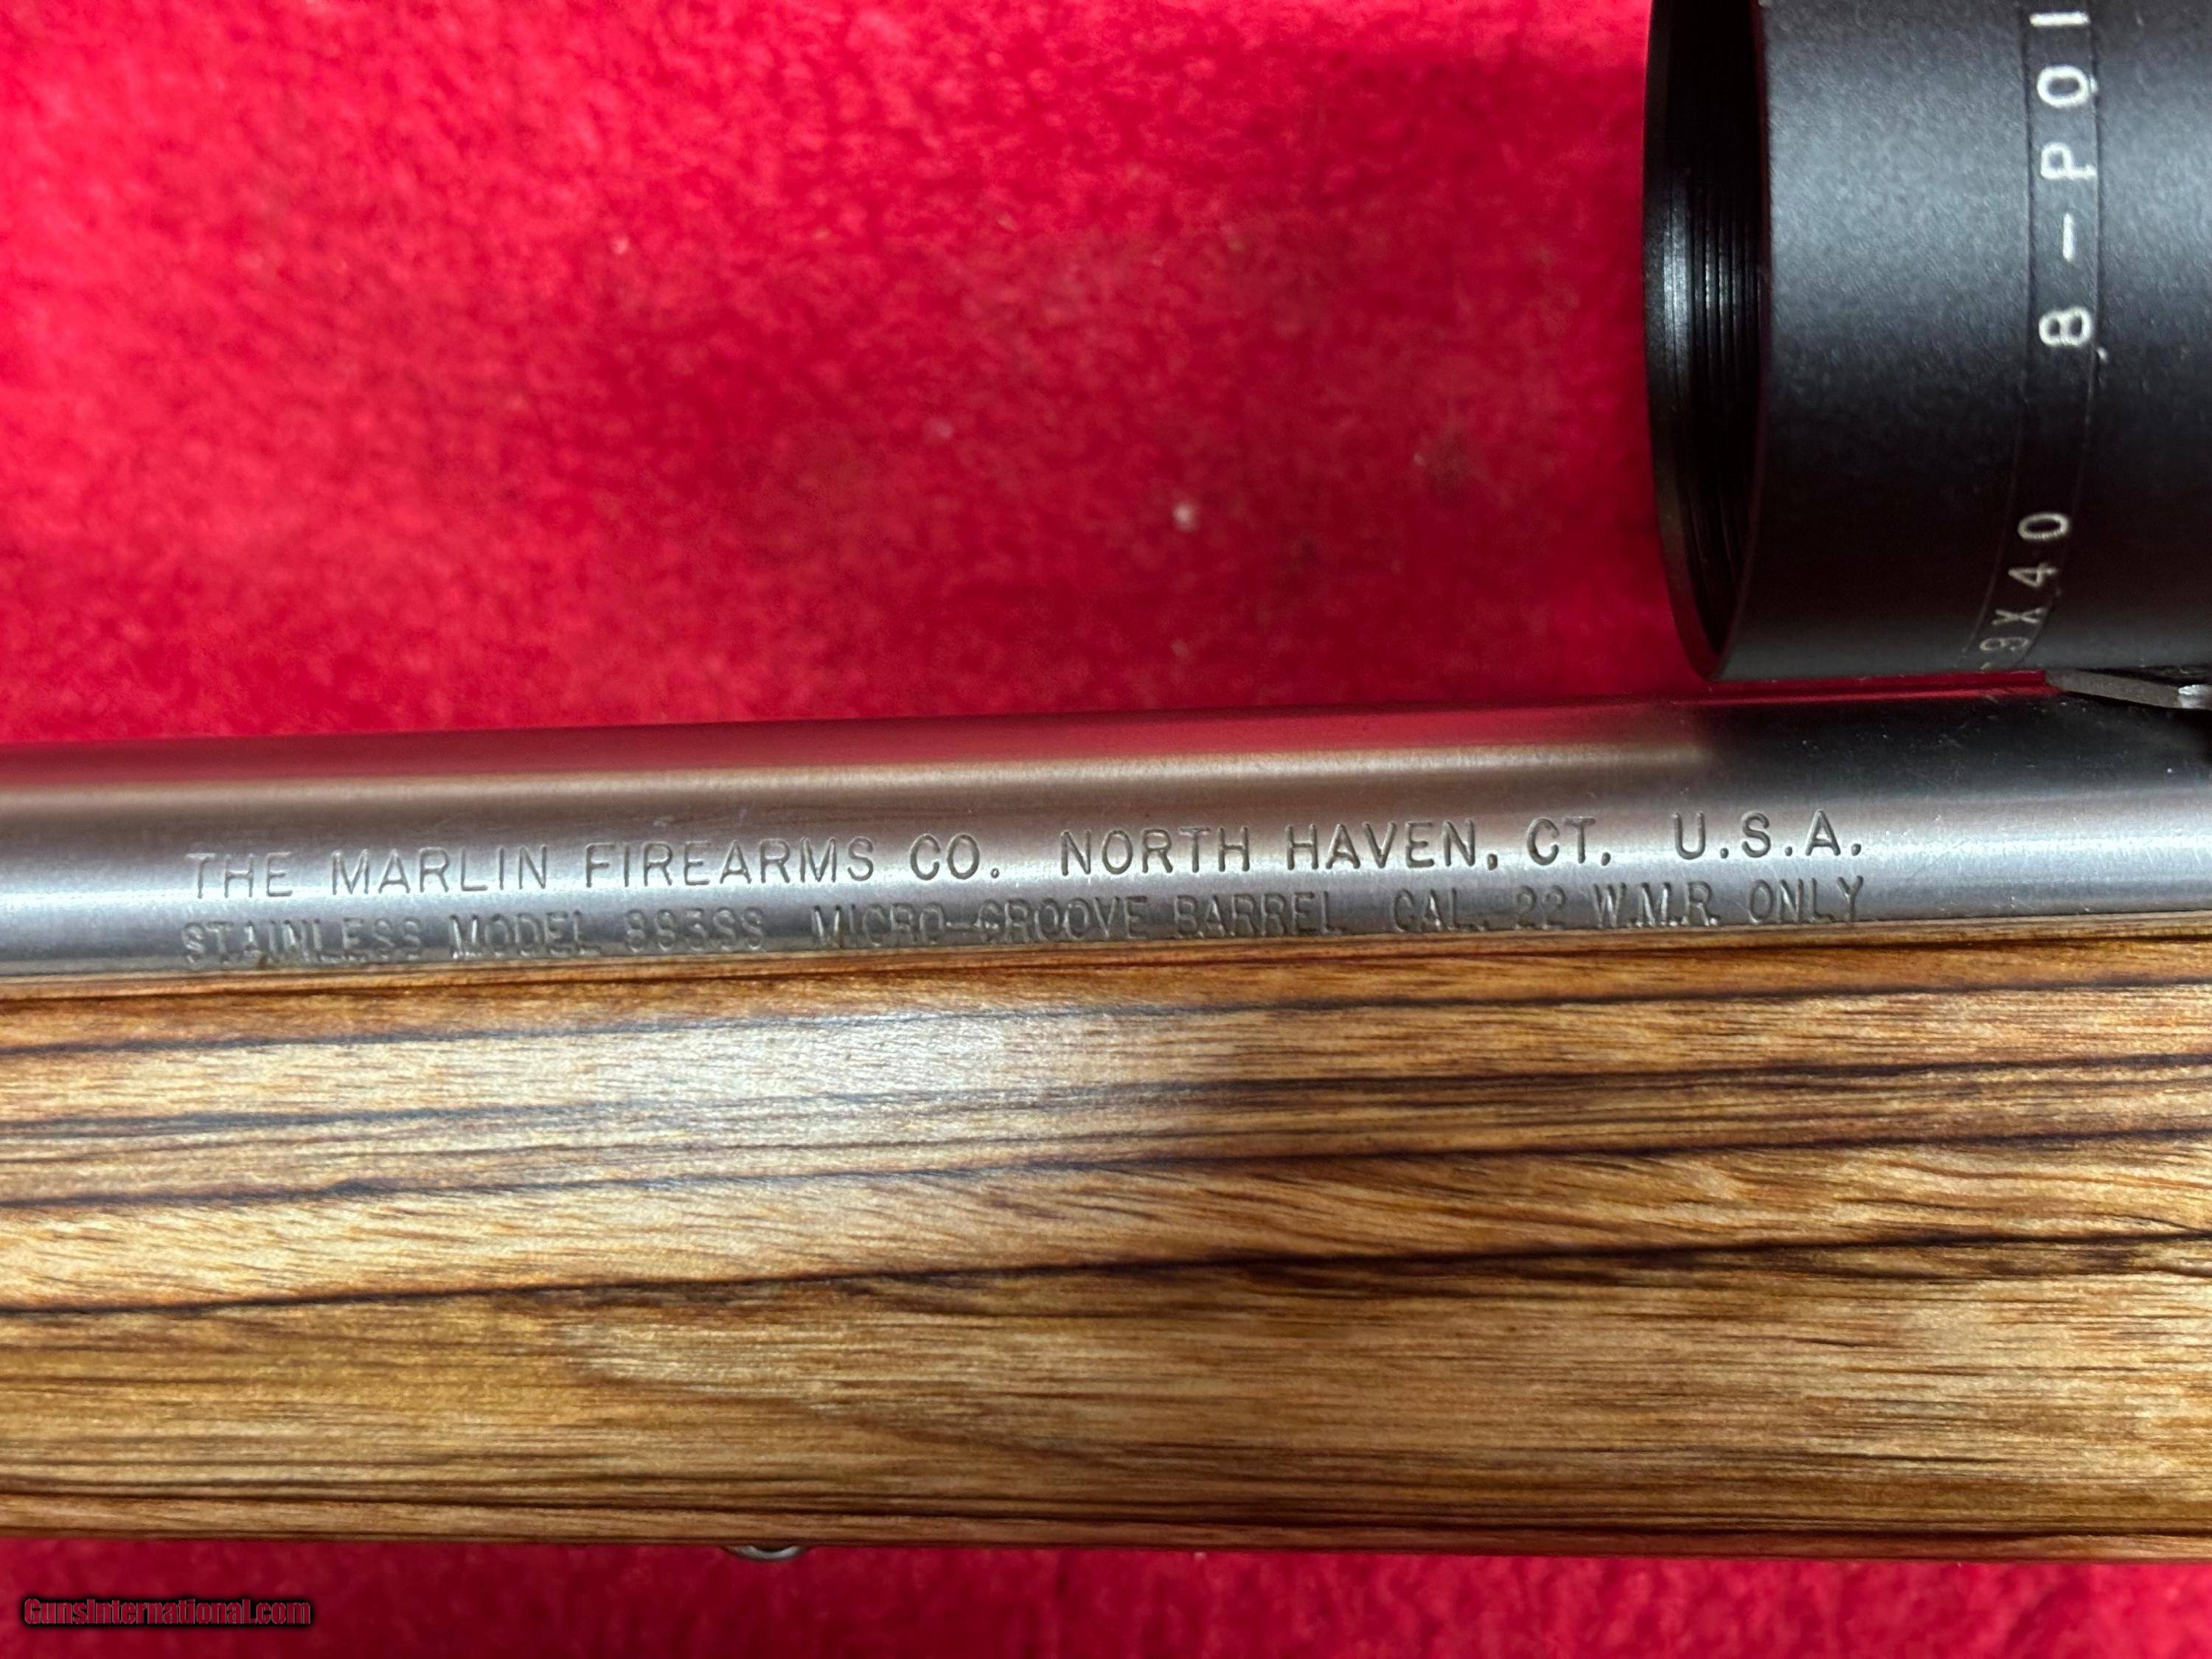 8-POI
9X40
THE MARLIN FIREARMS CO. NORTH HAVEN, CT. U.S.A.
STAINLESS MODEL 883SS MICRO-GROOVE BARREL CAL. 22 W.M.R. ONLY
GunsInternational.com